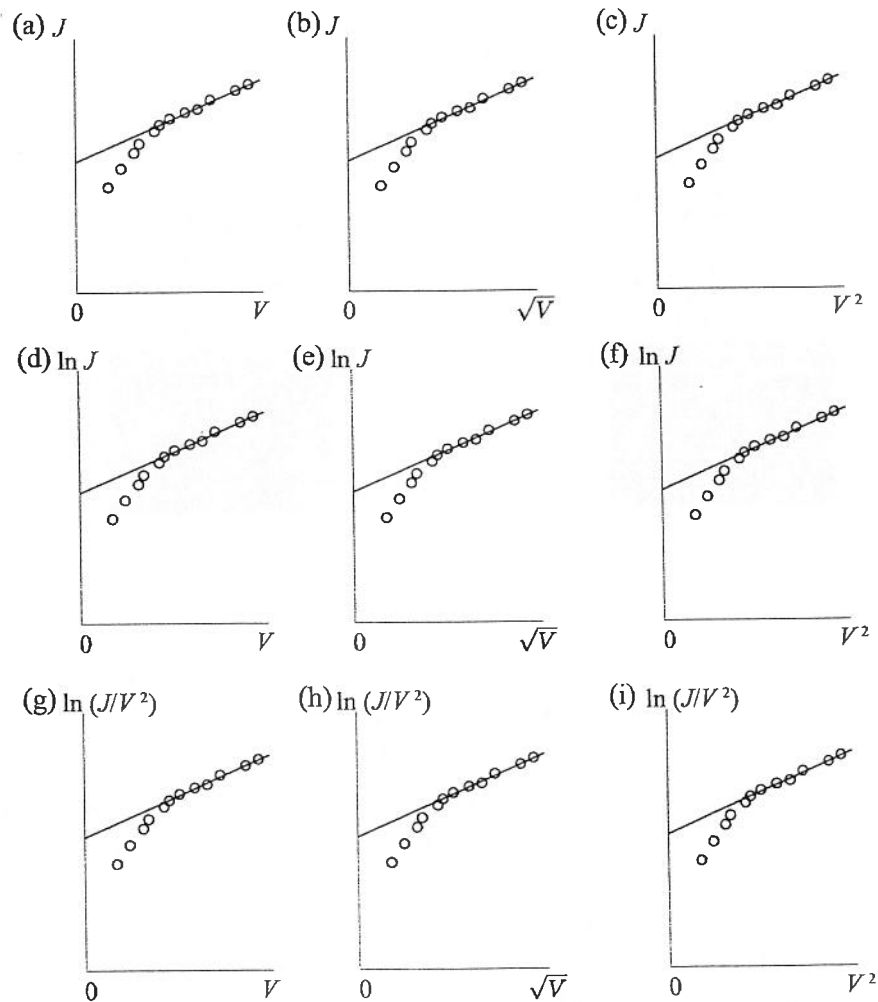 (a) J
(b) J
(c) J
0 V
0 √V
0 V²
(d) ln J
(e) ln J
(f) ln J
0 V
0 √V
0 V²
(g) ln (J/V²)
(h) ln (J/V²)
(i) ln (J/V²)
0 V
0 √V
0 V²